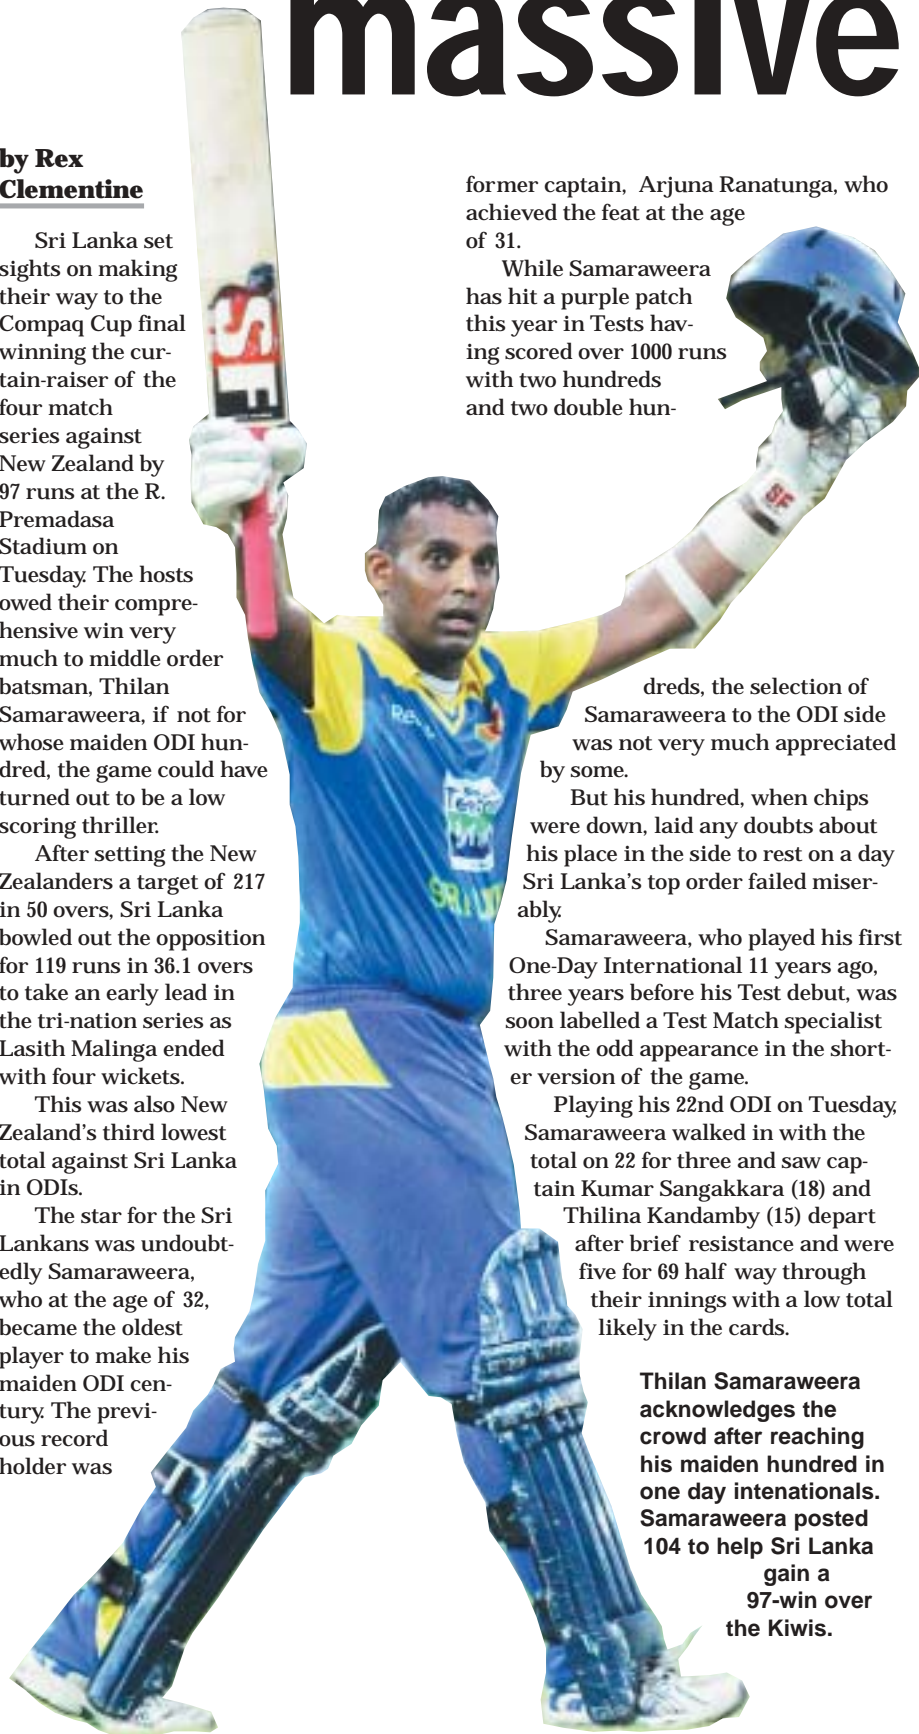 massive
by Rex
Clementine
Sri Lanka set
sights on making
their way to the
Compaq Cup final
winning the cur-
tain-raiser of the
four match
series against
New Zealand by
97 runs at the R.
Premadasa
Stadium on
Tuesday. The hosts
owed their compre-
hensive win very
much to middle order
batsman, Thilan
Samaraweera, if not for
whose maiden ODI hun-
dred, the game could have
turned out to be a low
scoring thriller.
After setting the New
Zealanders a target of 217
in 50 overs, Sri Lanka
bowled out the opposition
for 119 runs in 36.1 overs
to take an early lead in
the tri-nation series as
Lasith Malinga ended
with four wickets.
This was also New
Zealand's third lowest
total against Sri Lanka
in ODIs.
The star for the Sri
Lankans was undoubt-
edly Samaraweera,
who at the age of 32,
became the oldest
player to make his
maiden ODI cen-
tury. The previ-
ous record
holder was
former captain, Arjuna Ranatunga, who
achieved the feat at the age
of 31.
While Samaraweera
has hit a purple patch
this year in Tests hav-
ing scored over 1000 runs
with two hundreds
and two double hun-
dreds, the selection of
Samaraweera to the ODI side
was not very much appreciated
by some.
But his hundred, when chips
were down, laid any doubts about
his place in the side to rest on a day
Sri Lanka's top order failed miser-
ably.
Samaraweera, who played his first
One-Day International 11 years ago,
three years before his Test debut, was
soon labelled a Test Match specialist
with the odd appearance in the short-
er version of the game.
Playing his 22nd ODI on Tuesday,
Samaraweera walked in with the
total on 22 for three and saw cap-
tain Kumar Sangakkara (18) and
Thilina Kandamby (15) depart
after brief resistance and were
five for 69 half way through
their innings with a low total
likely in the cards.
Thilan Samaraweera
acknowledges the
crowd after reaching
his maiden hundred in
one day intenationals.
Samaraweera posted
104 to help Sri Lanka
gain a
97-win over
the Kiwis.
SF
SF